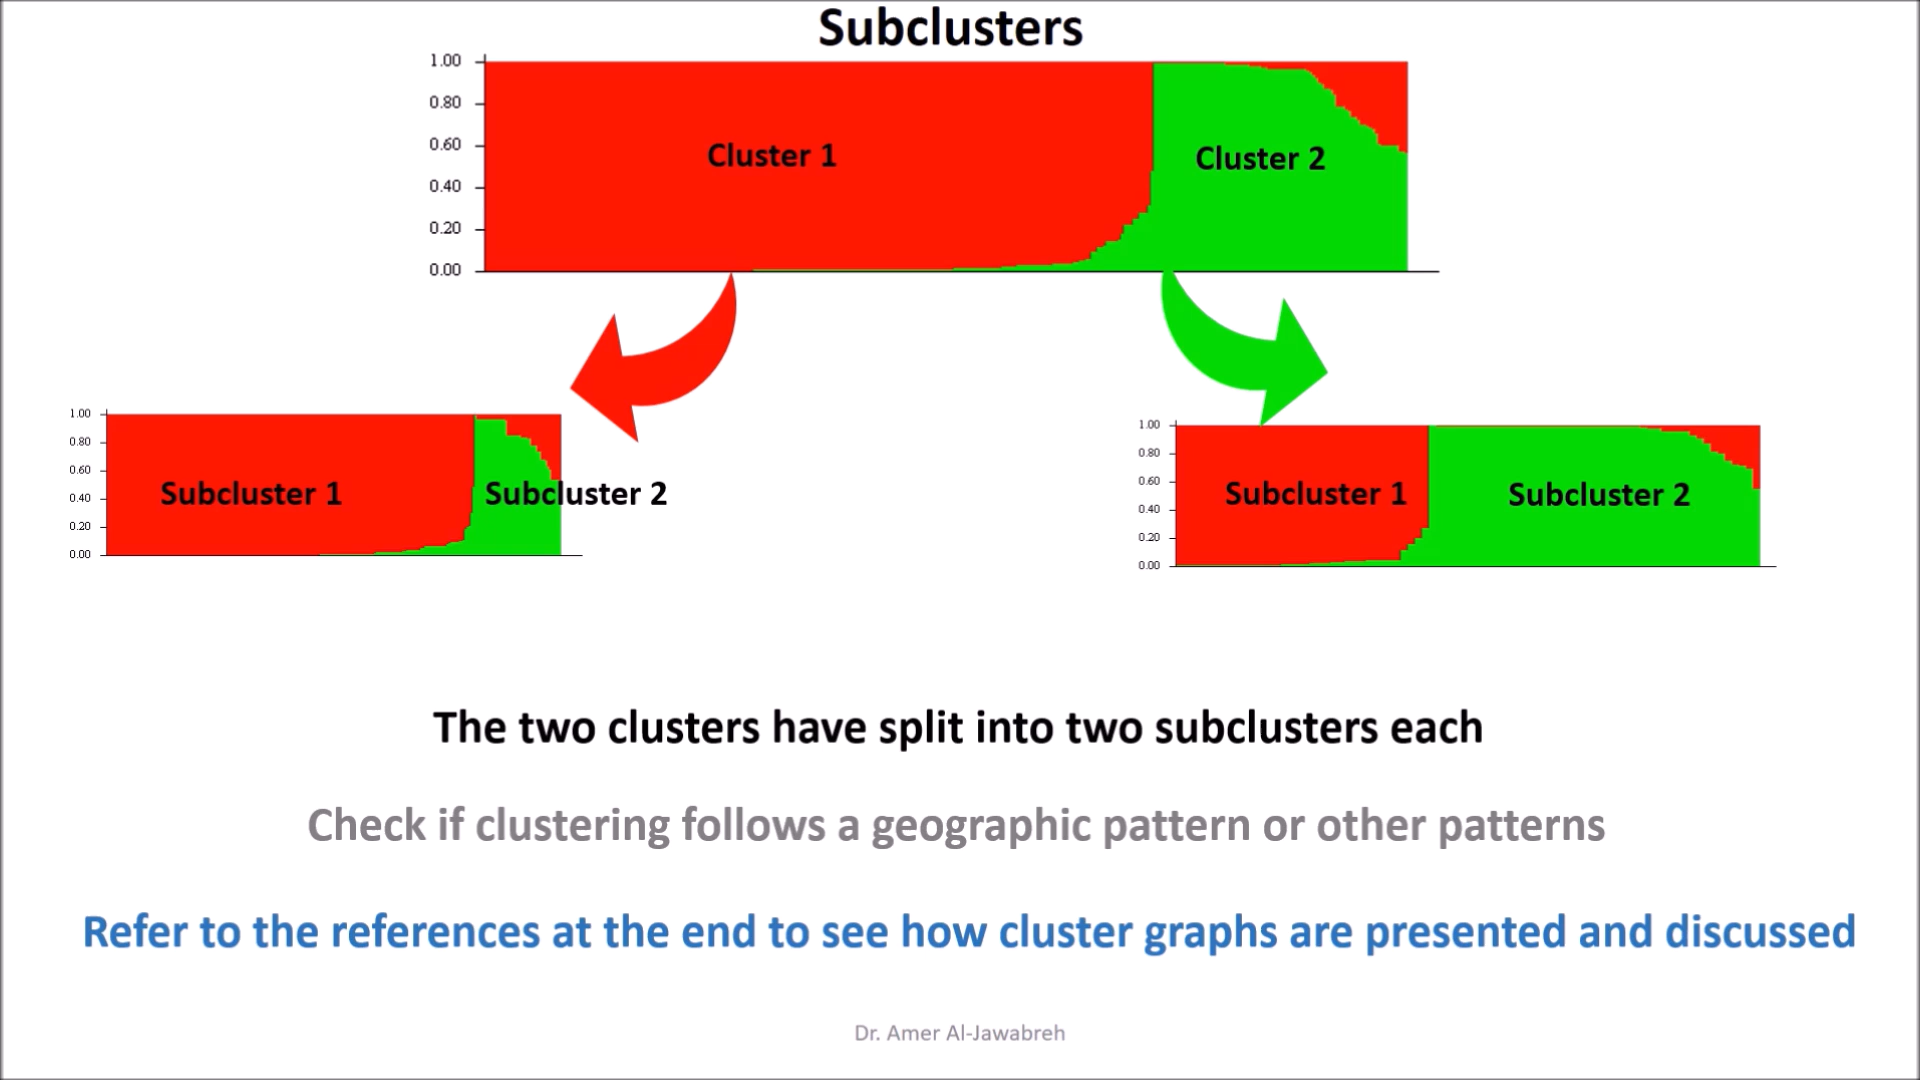 Subclusters
1.00
0.80
0.60
0.40
0.20
0.00
Cluster 1
Cluster 2
1.00
0.80
0.60
0.40
0.20
0.00
Subcluster 1
Subcluster 2
1.00
0.80
0.60
0.40
0.20
0.00
Subcluster 1
Subcluster 2
The two clusters have split into two subclusters each
Check if clustering follows a geographic pattern or other patterns
Refer to the references at the end to see how cluster graphs are presented and discussed
Dr. Amer Al-Jawabreh